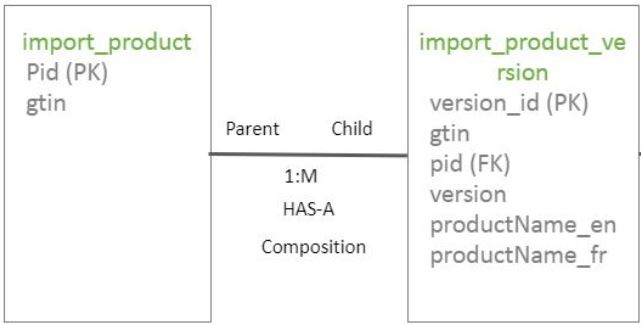 import_product
Pid (PK)
gtin
Parent
Child
1:M
HAS-A
Composition
import_product_ve
rsion
version_id (PK)
gtin
pid (FK)
version
productName_en
productName_fr